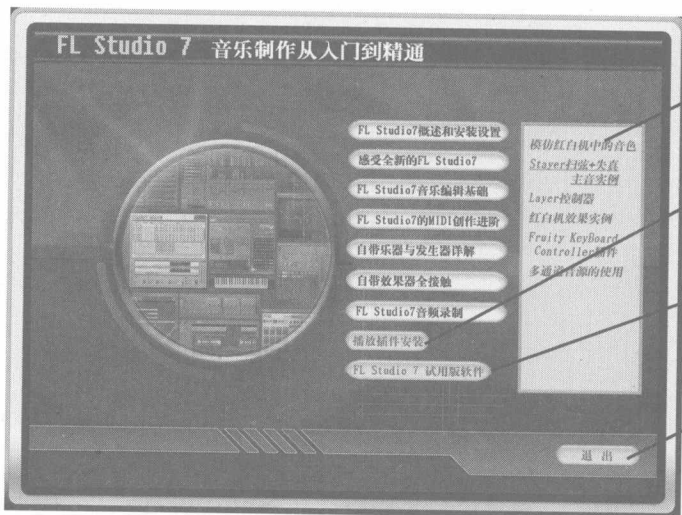 FL Studio 7 音乐制作从入门到精通
FL Studio7概述和安装设置
感受全新的FL Studio7
FL Studio7音乐编辑基础
FL Studio7的MIDI创作进阶
自带乐器与发生器详解
自带效果器全接触
FL Studio7音频录制
播放插件安装
FL Studio 7 试用版软件
模仿红白机中的音色
Stayer扫弦+失真
主音实例
Layer控制器
红白机效果实例
Fruity KeyBoard
Controller插件
多通道音源的使用
退出